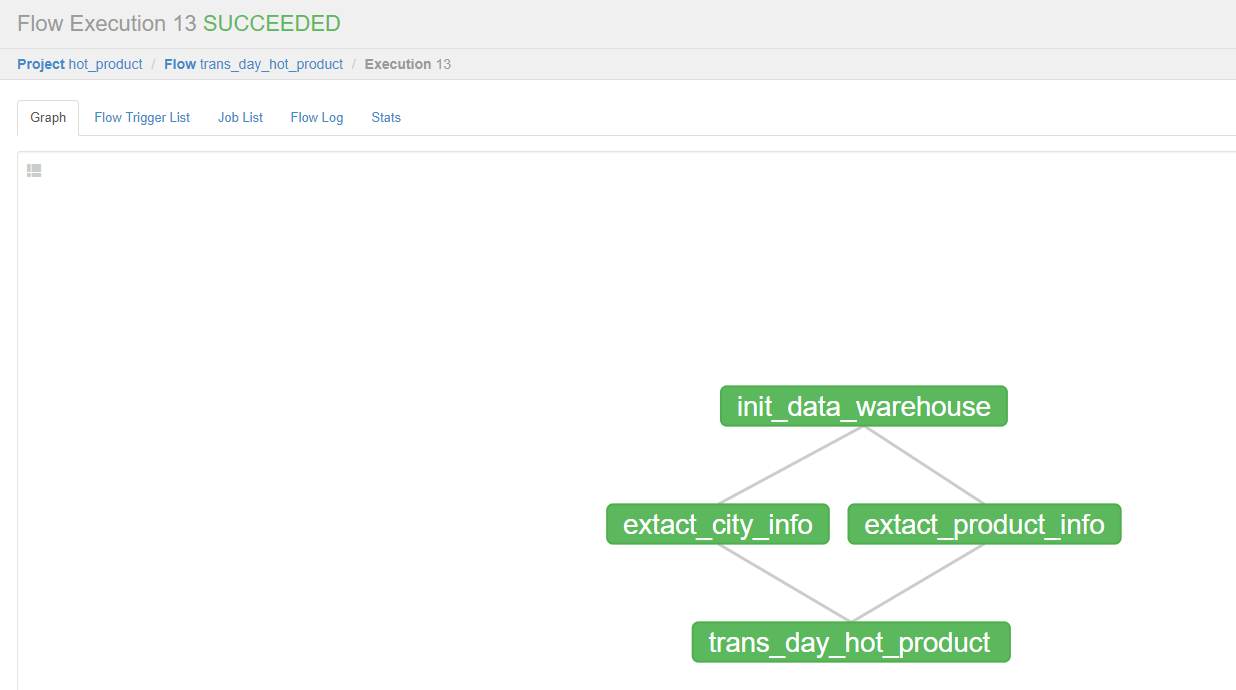 Flow Execution 13 SUCCEEDED
Project hot_product / Flow trans_day_hot_product / Execution 13
Graph Flow Trigger List Job List Flow Log Stats
init_data_warehouse
extact_city_info extact_product_info
trans_day_hot_product